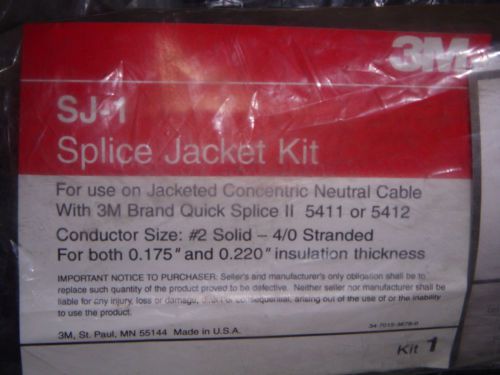 3M
SJ-1
Splice Jacket Kit
For use on Jacketed Concentric Neutral Cable
With 3M Brand Quick Splice II 5411 or 5412
Conductor Size: #2 Solid – 4/0 Stranded
For both 0.175" and 0.220" insulation thickness
IMPORTANT NOTICE TO PURCHASER: Seller's and manufacturer's only obligation shall be to
replace such quantity of the product proved to be defective. Neither seller nor manufacturer shall be
liable for any injury, loss or damage, direct or consequential, arising out of the use of or the inability
to use the product.
3M, St. Paul, MN 55144 Made in U.S.A.
Kit 1